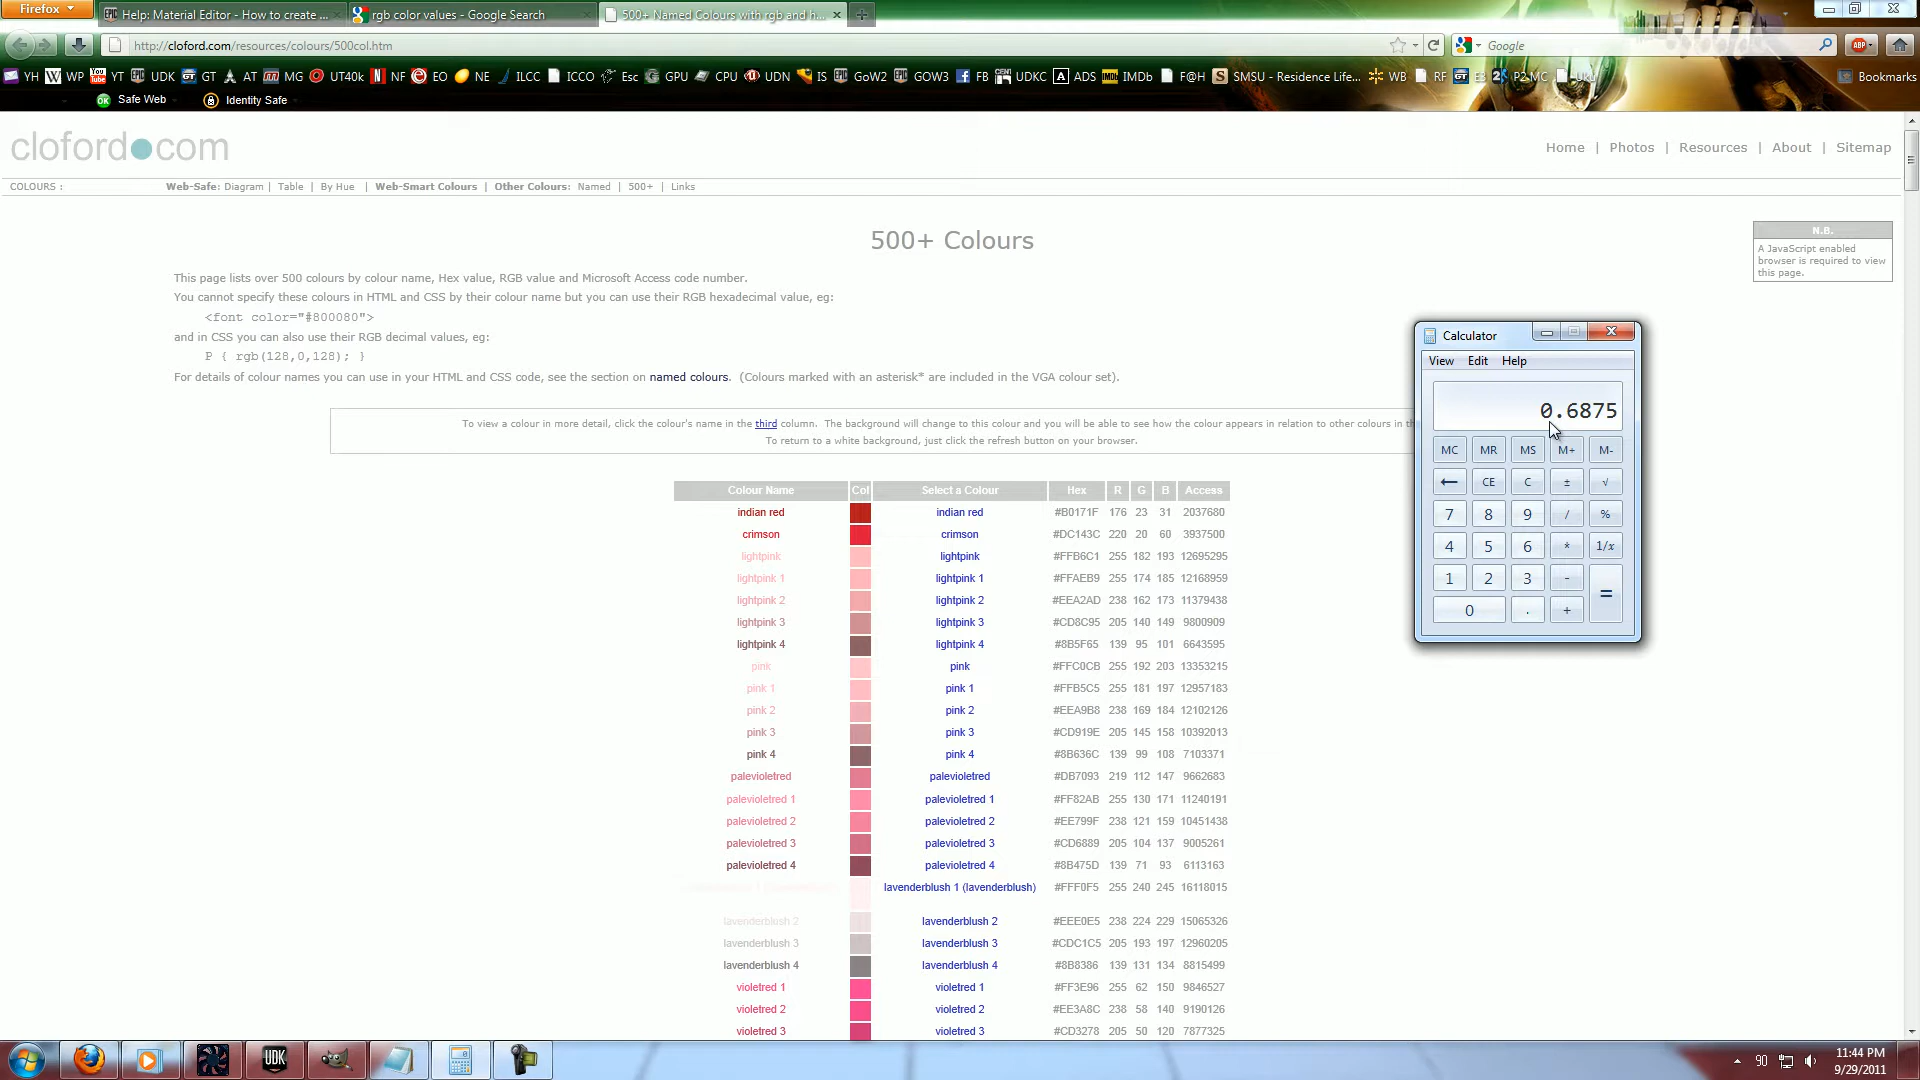 Firefox
Help: Material Editor - How to create ...
rgb color values - Google Search
500+ Named Colours with rgb and h...
http://cloford.com/resources/colours/500col.htm
Google
YH WP YT UDK GT AT MG UT40k NF EO NE ILCC ICCO Esc GPU CPU UDN IS GoW2 GOW3 FB UDKC ADS IMDb F@H SMSU - Residence Life... WB RF E3 P2 MC
Bookmarks
Safe Web
Identity Safe
cloford com
Home | Photos | Resources | About | Sitemap
COLOURS : Web-Safe: Diagram | Table | By Hue | Web-Smart Colours | Other Colours: Named | 500+ | Links
500+ Colours
N.B.
A JavaScript enabled
browser is required to view
this page.
This page lists over 500 colours by colour name, Hex value, RGB value and Microsoft Access code number.
You cannot specify these colours in HTML and CSS by their colour name but you can use their RGB hexadecimal value, eg:
<font color="#800080">
and in CSS you can also use their RGB decimal values, eg:
P { rgb(128,0,128); }
For details of colour names you can use in your HTML and CSS code, see the section on named colours. (Colours marked with an asterisk* are included in the VGA colour set).
To view a colour in more detail, click the colour's name in the third column. The background will change to this colour and you will be able to see how the colour appears in relation to other colours in th
To return to a white background, just click the refresh button on your browser.
Colour Name Col Select a Colour Hex R G B Access
indian red indian red #B0171F 176 23 31 2037680
crimson crimson #DC143C 220 20 60 3937500
lightpink lightpink #FFB6C1 255 182 193 12695295
lightpink 1 lightpink 1 #FFAEB9 255 174 185 12168959
lightpink 2 lightpink 2 #EEA2AD 238 162 173 11379438
lightpink 3 lightpink 3 #CD8C95 205 140 149 9800909
lightpink 4 lightpink 4 #8B5F65 139 95 101 6643595
pink pink #FFC0CB 255 192 203 13353215
pink 1 pink 1 #FFB5C5 255 181 197 12957183
pink 2 pink 2 #EEA9B8 238 169 184 12102126
pink 3 pink 3 #CD919E 205 145 158 10392013
pink 4 pink 4 #8B636C 139 99 108 7103371
palevioletred palevioletred #DB7093 219 112 147 9662683
palevioletred 1 palevioletred 1 #FF82AB 255 130 171 11240191
palevioletred 2 palevioletred 2 #EE799F 238 121 159 10451438
palevioletred 3 palevioletred 3 #CD6889 205 104 137 9005261
palevioletred 4 palevioletred 4 #8B475D 139 71 93 6113163
lavenderblush 1 (lavenderblush) #FFF0F5 255 240 245 16118015
lavenderblush 2 lavenderblush 2 #EEE0E5 238 224 229 15065326
lavenderblush 3 lavenderblush 3 #CDC1C5 205 193 197 12960205
lavenderblush 4 lavenderblush 4 #8B8386 139 131 134 8815499
violetred 1 violetred 1 #FF3E96 255 62 150 9846527
violetred 2 violetred 2 #EE3A8C 238 58 140 9190126
violetred 3 violetred 3 #CD3278 205 50 120 7877325
Calculator
View Edit Help
0.6875
MC MR MS M+ M-
← CE C ± √
7 8 9 / %
4 5 6 * 1/x
1 2 3 - =
0 . +
UDK
90
11:44 PM
9/29/2011